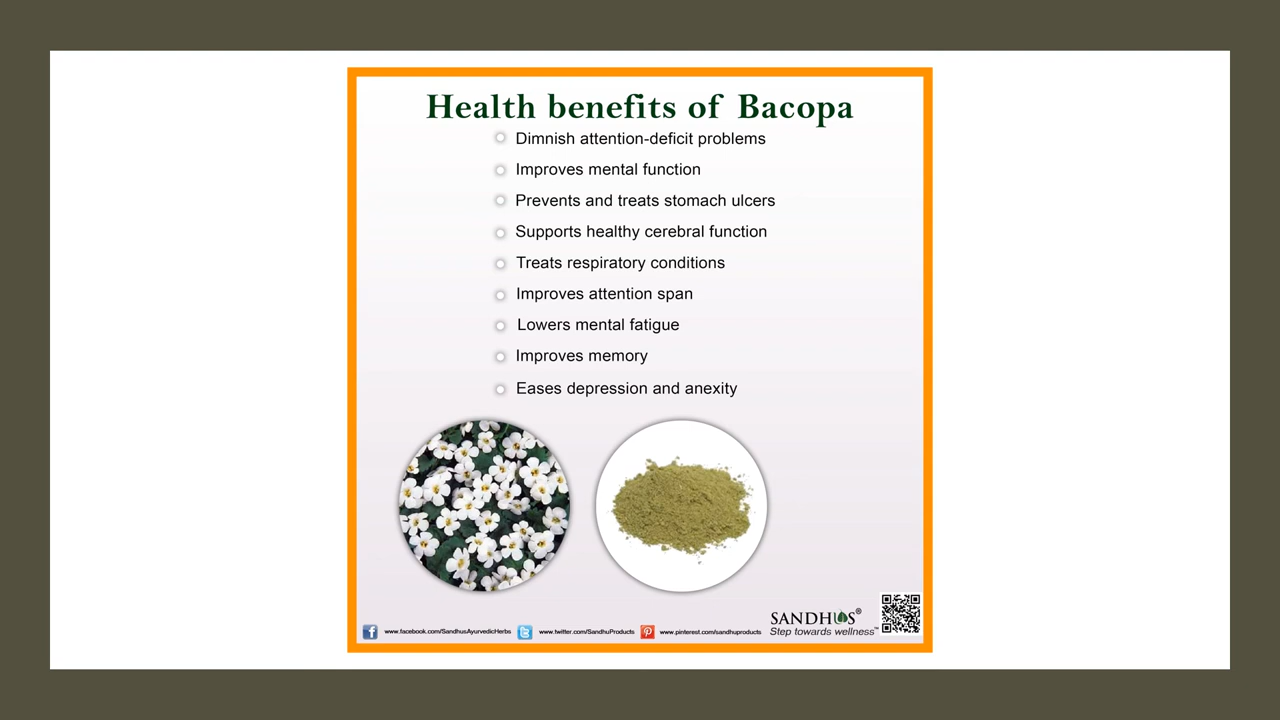 Health benefits of Bacopa
Dimnish attention-deficit problems
Improves mental function
Prevents and treats stomach ulcers
Supports healthy cerebral function
Treats respiratory conditions
Improves attention span
Lowers mental fatigue
Improves memory
Eases depression and anexity
SANDHUS®
Step towards wellness™
www.facebook.com/SandhusAyurvedicHerbs www.twitter.com/SandhuProducts www.pinterest.com/sandhuproducts